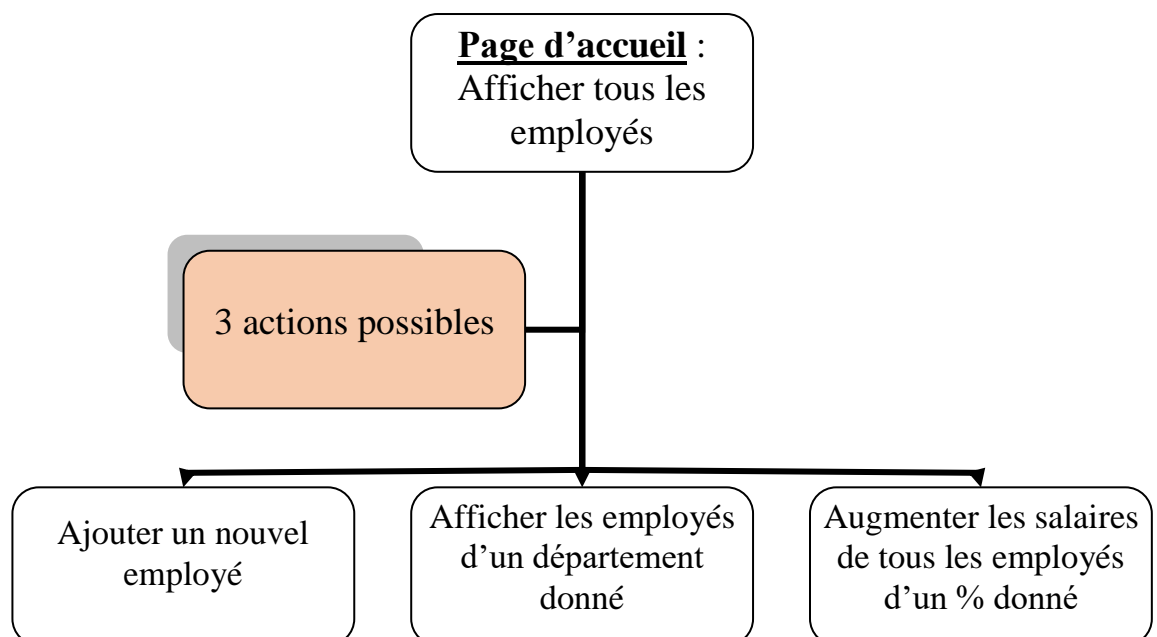 Page d’accueil :
Afficher tous les
employés
3 actions possibles
Ajouter un nouvel
employé
Afficher les employés
d’un département
donné
Augmenter les salaires
de tous les employés
d’un % donné